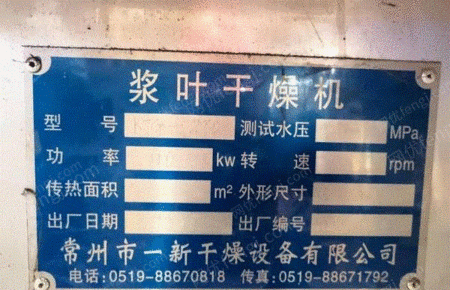 浆叶干燥机
型 号 测试水压 MPa
功 率 kw 转 速 rpm
传热面积 m² 外形尺寸
出厂日期 出厂编号
常州市一新干燥设备有限公司
电话:0519-88670818 传真:0519-88671792